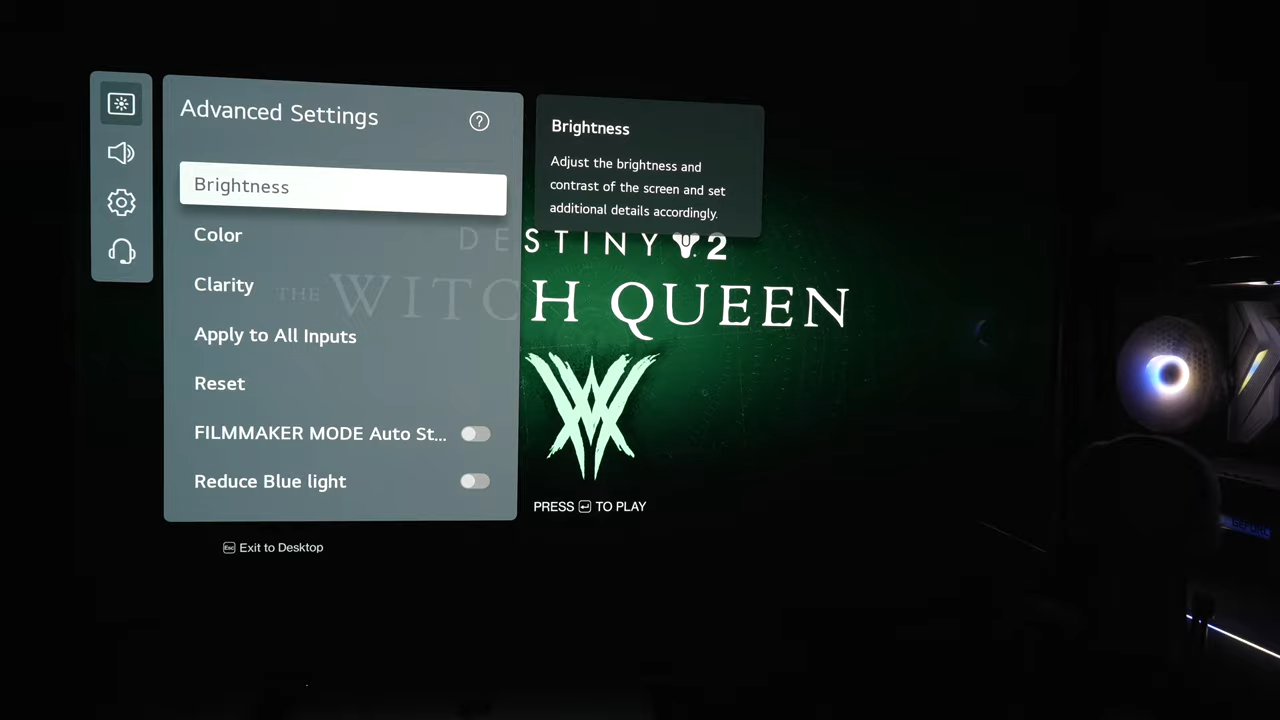 Advanced Settings
?
Brightness
Color
Clarity
Apply to All Inputs
Reset
FILMMAKER MODE Auto St...
Reduce Blue light
Brightness
Adjust the brightness and
contrast of the screen and set
additional details accordingly.
DESTINY 2
THE WITCH QUEEN
PRESS TO PLAY
Esc Exit to Desktop